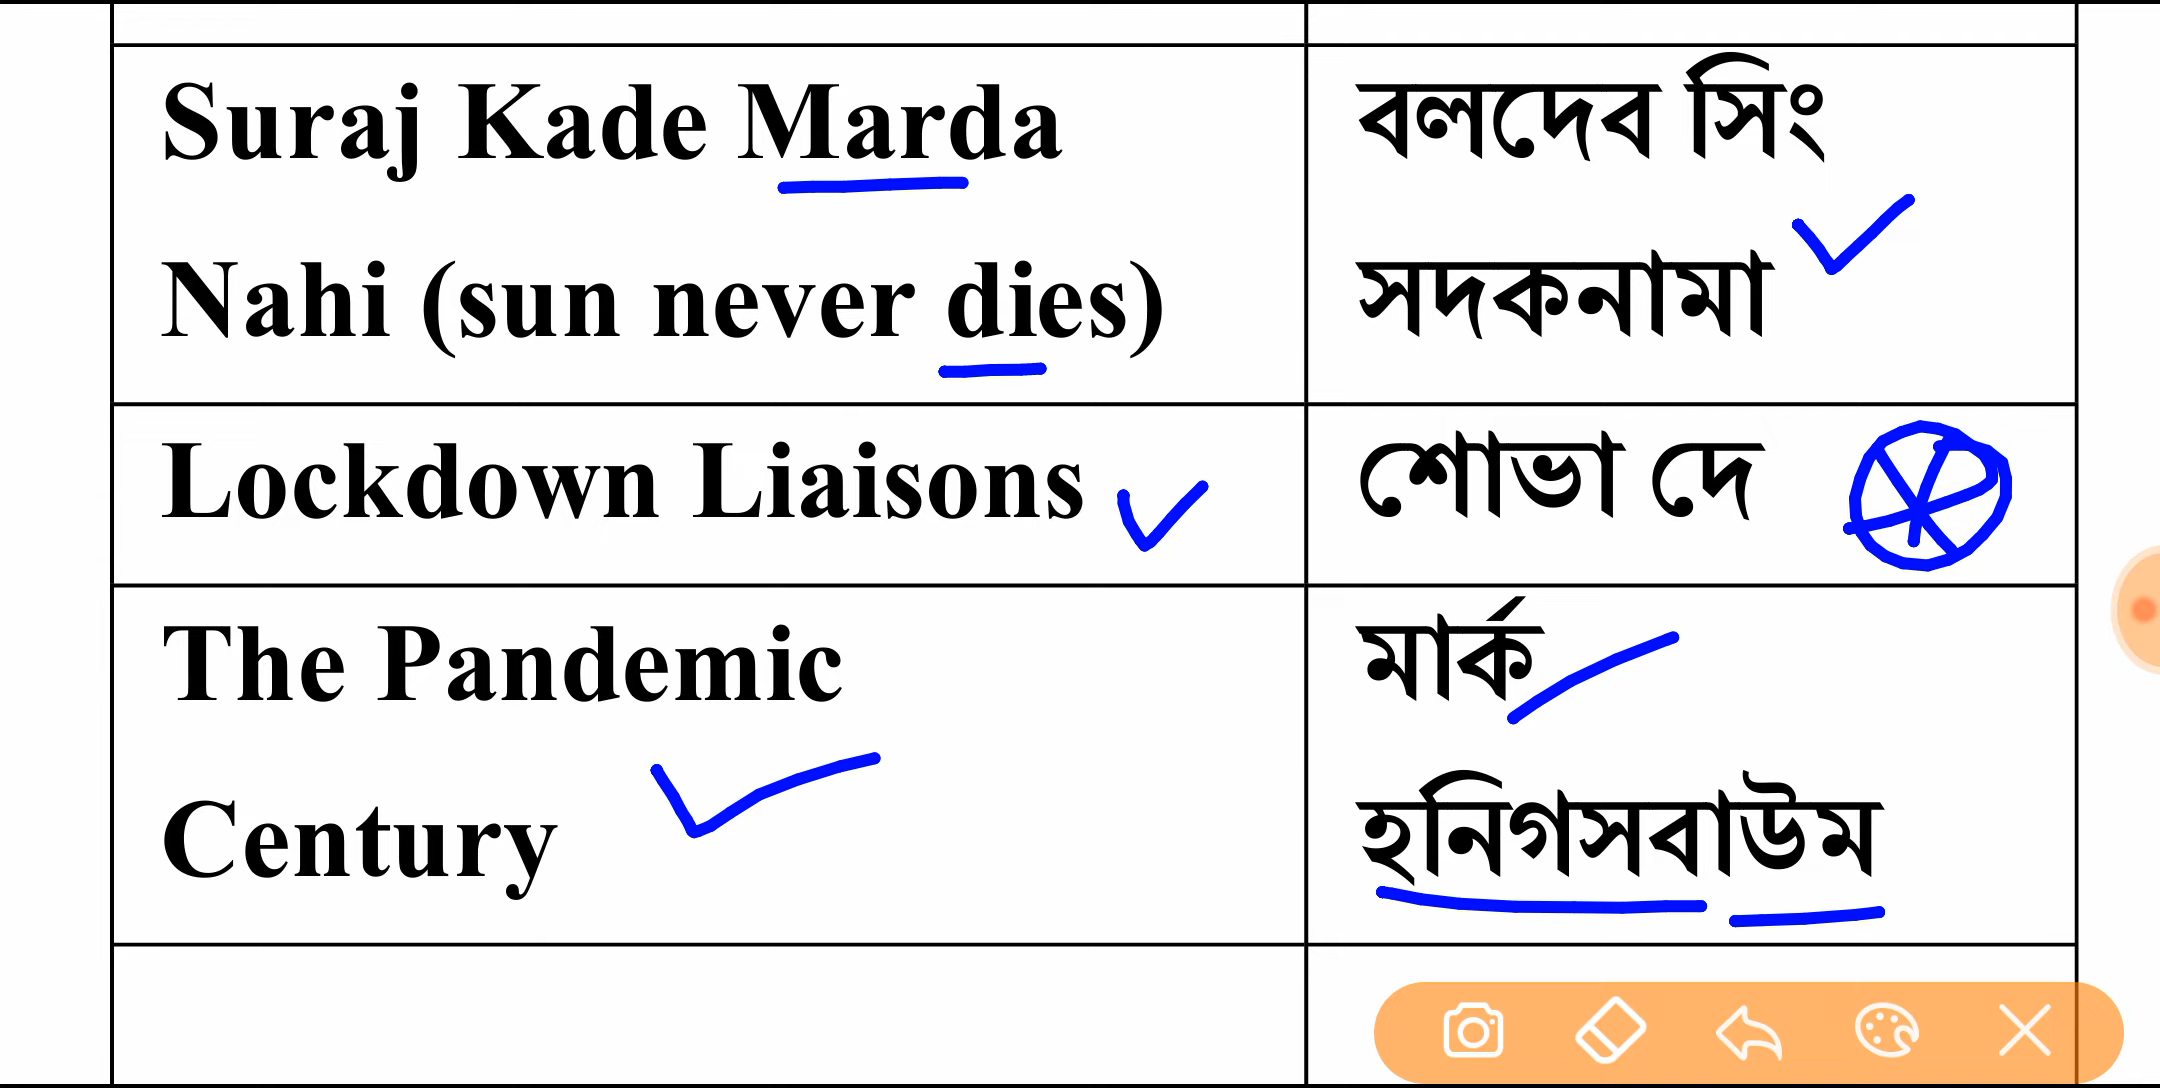 Suraj Kade Marda
Nahi (sun never dies)
বলদেব সিং
সদকনামা
Lockdown Liaisons
শোভা দে
The Pandemic
Century
মার্ক
হনিগসবাউম